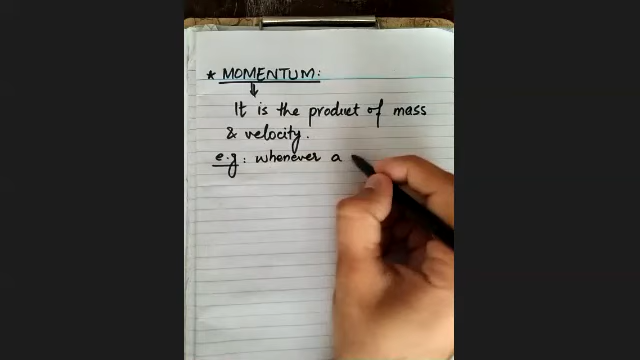 * MOMENTUM:
It is the product of mass
& velocity.
e.g: whenever a